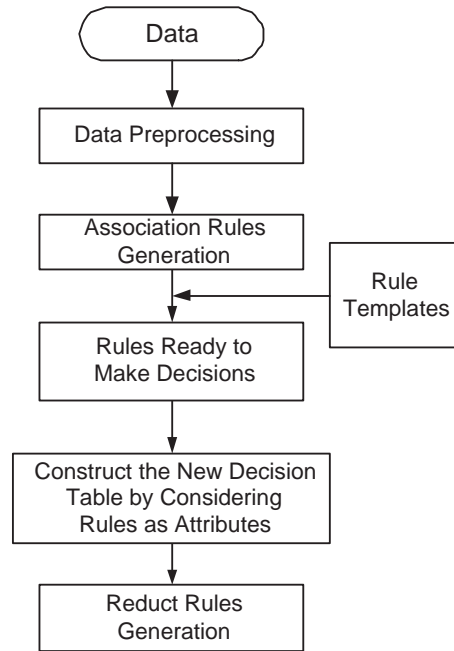 Data
Data Preprocessing
Association Rules
Generation
Rule
Templates
Rules Ready to
Make Decisions
Construct the New Decision
Table by Considering
Rules as Attributes
Reduct Rules
Generation